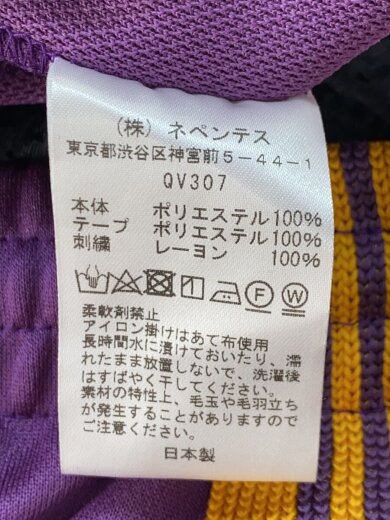 (株) ネペンテス
東京都渋谷区神宮前5-44-1
QV307
本体 ポリエステル100%
テープ ポリエステル100%
刺繍 レーヨン 100%
F W
柔軟剤禁止
アイロン掛けはあて布使用
長時間水に漬けておいたり、濡
れたまま放置しないで、洗濯後
はすばやく干してください。
素材の特性上、毛玉や毛羽立ち
が発生することがありますので
ご注意ください。
日本製